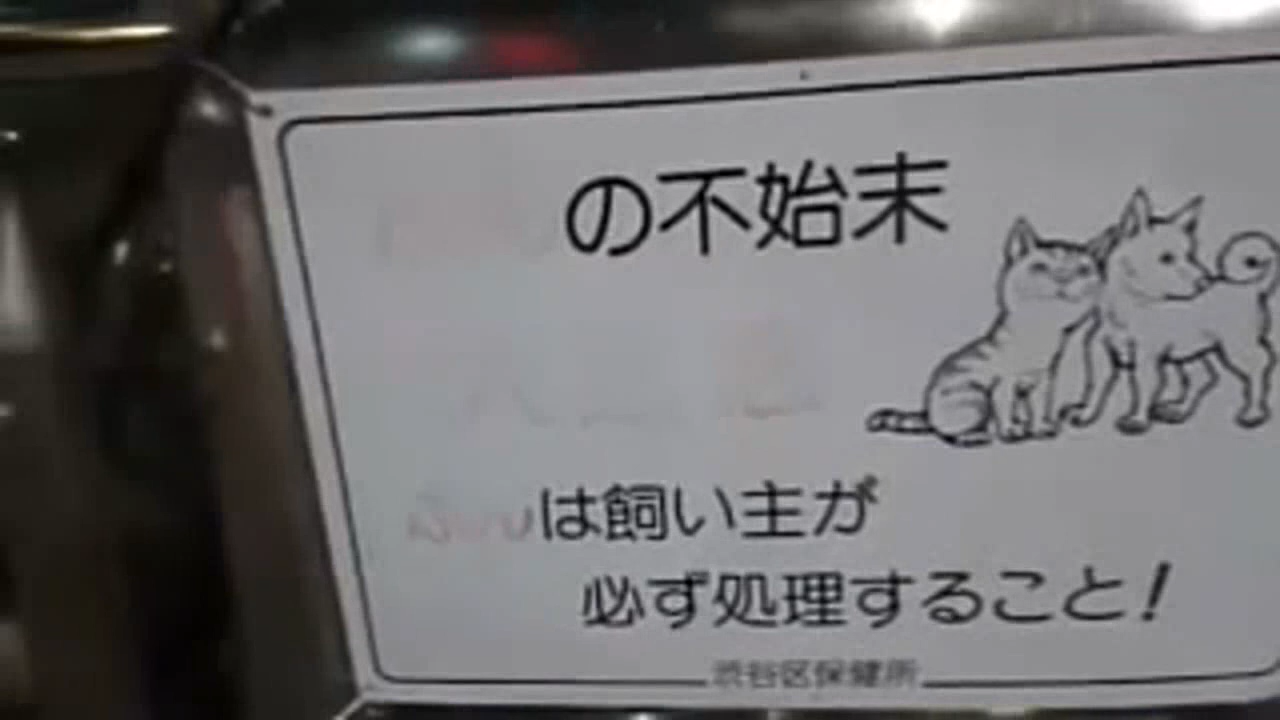 の不始末
は飼い主が
必ず処理すること!
渋谷区保健所